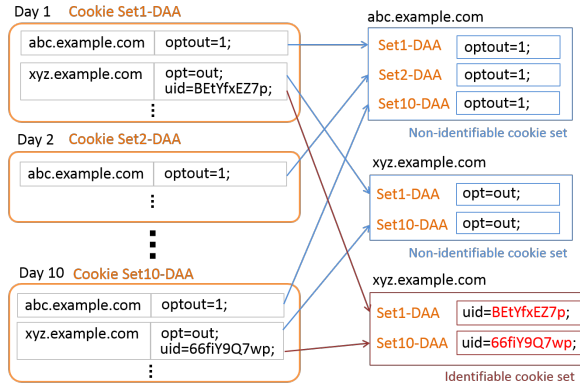 Day 1 Cookie Set1-DAA
abc.example.com optout=1;
xyz.example.com opt=out;
uid=BEtYfxEZ7p;
Day 2 Cookie Set2-DAA
abc.example.com optout=1;
Day 10 Cookie Set10-DAA
abc.example.com optout=1;
xyz.example.com opt=out;
uid=66fiY9Q7wp;
abc.example.com
Set1-DAA optout=1;
Set2-DAA optout=1;
Set10-DAA optout=1;
Non-identifiable cookie set
xyz.example.com
Set1-DAA opt=out;
Set10-DAA opt=out;
Non-identifiable cookie set
xyz.example.com
Set1-DAA uid=BEtYfxEZ7p;
Set10-DAA uid=66fiY9Q7wp;
Identifiable cookie set